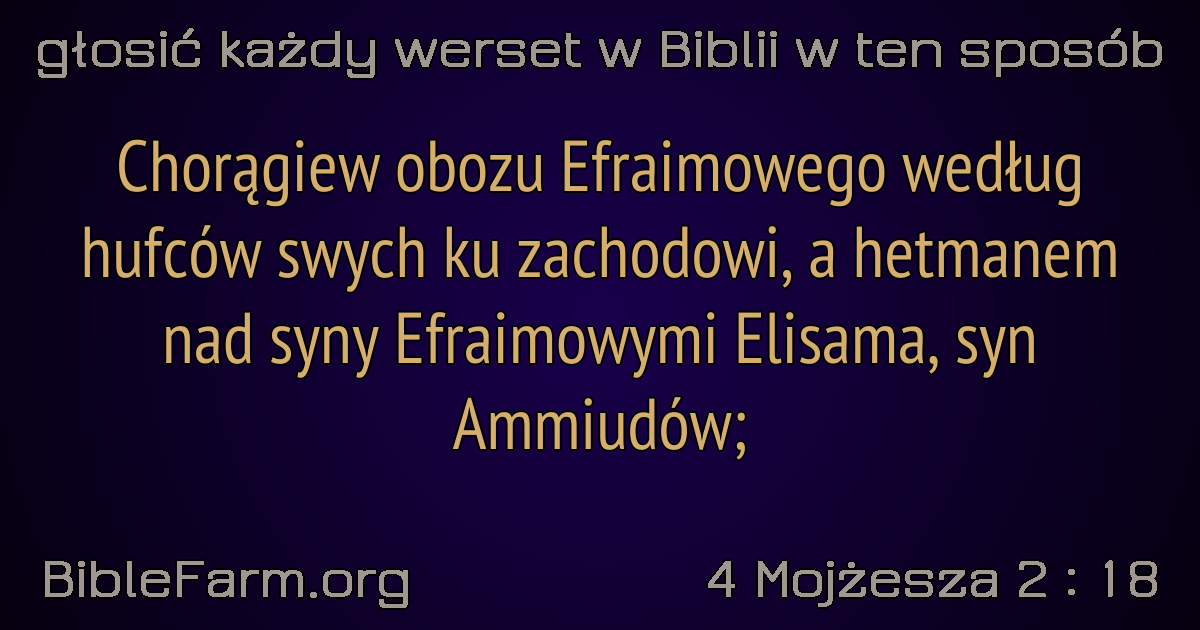 głosić każdy werset w Biblii w ten sposób
Chorągiew obozu Efraimowego według
hufców swych ku zachodowi, a hetmanem
nad syny Efraimowymi Elisama, syn
Ammiudów;
BibleFarm.org
4 Mojżesza 2 : 18